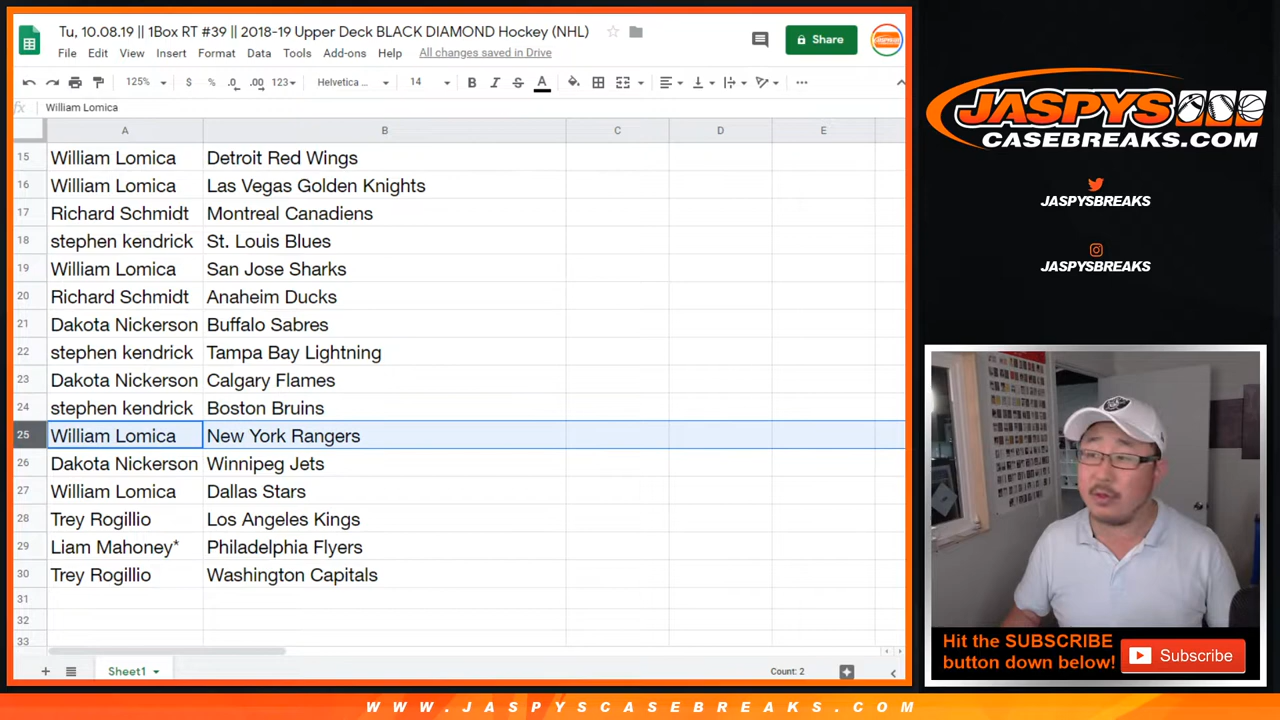 Tu, 10.08.19 || 1Box RT #39 || 2018-19 Upper Deck BLACK DIAMOND Hockey (NHL)
File Edit View Insert Format Data Tools Add-ons Help All changes saved in Drive
Share
125% $ % .0 .00 123 Helvetica ... 14 B I S A
fx William Lomica
A B C D E
15 William Lomica Detroit Red Wings
16 William Lomica Las Vegas Golden Knights
17 Richard Schmidt Montreal Canadiens
18 stephen kendrick St. Louis Blues
19 William Lomica San Jose Sharks
20 Richard Schmidt Anaheim Ducks
21 Dakota Nickerson Buffalo Sabres
22 stephen kendrick Tampa Bay Lightning
23 Dakota Nickerson Calgary Flames
24 stephen kendrick Boston Bruins
25 William Lomica New York Rangers
26 Dakota Nickerson Winnipeg Jets
27 William Lomica Dallas Stars
28 Trey Rogillio Los Angeles Kings
29 Liam Mahoney* Philadelphia Flyers
30 Trey Rogillio Washington Capitals
31
32
33
Sheet1
Count: 2
JASPYS
CASEBREAKS.COM
JASPYSBREAKS
JASPYSBREAKS
Hit the SUBSCRIBE
button down below!
Subscribe
WWW.JASPYSCASEBREAKS.COM